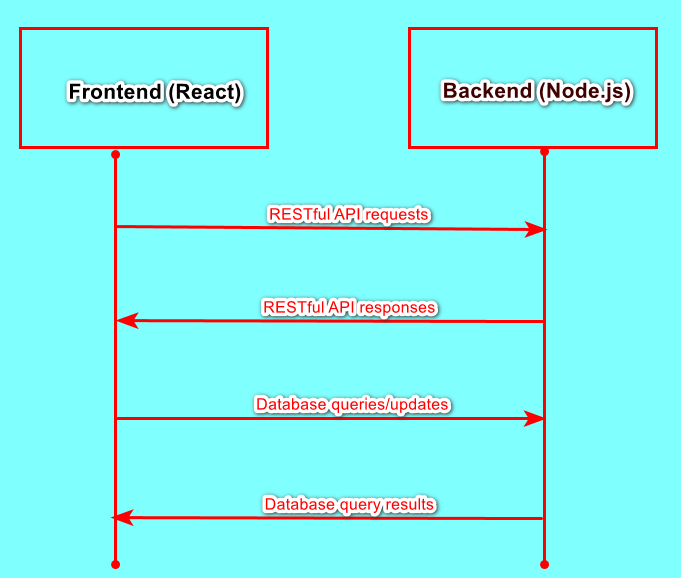 Frontend (React)
Backend (Node.js)
RESTful API requests
RESTful API responses
Database queries/updates
Database query results